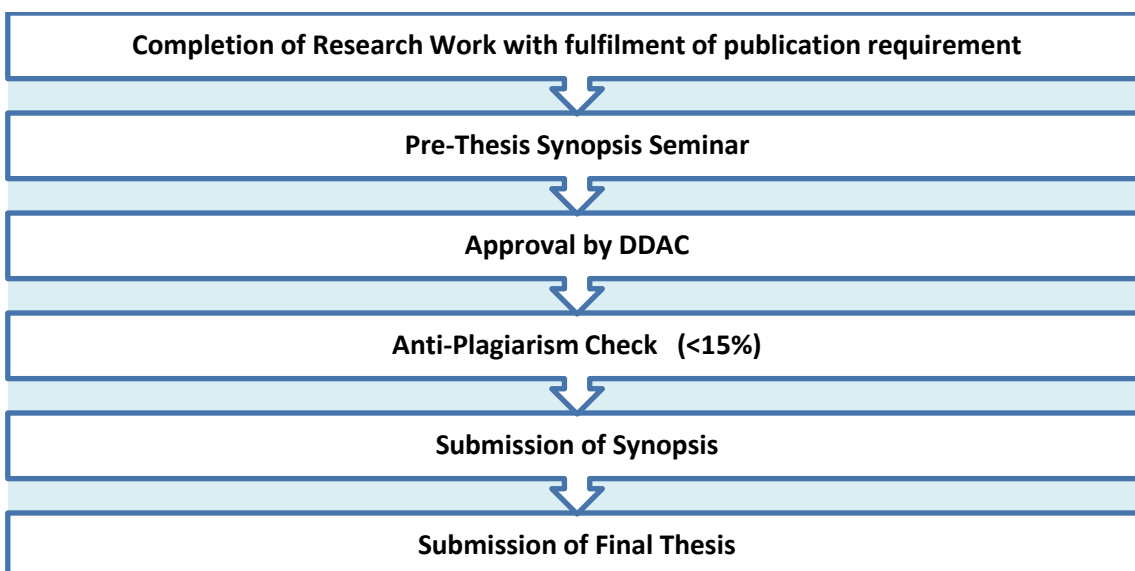 Completion of Research Work with fulfilment of publication requirement
Pre-Thesis Synopsis Seminar
Approval by DDAC
Anti-Plagiarism Check (<15%)
Submission of Synopsis
Submission of Final Thesis